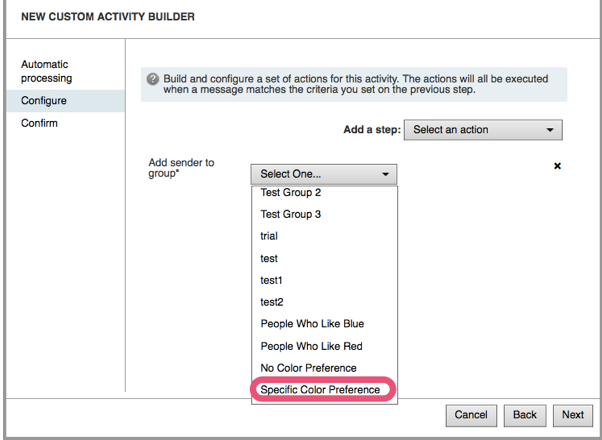 NEW CUSTOM ACTIVITY BUILDER
Automatic
processing
Configure
Confirm
? Build and configure a set of actions for this activity. The actions will all be executed
when a message matches the criteria you set on the previous step.
Add a step: Select an action
Add sender to
group*
Select One...
Test Group 2
Test Group 3
trial
test
test1
test2
People Who Like Blue
People Who Like Red
No Color Preference
Specific Color Preference
Cancel Back Next